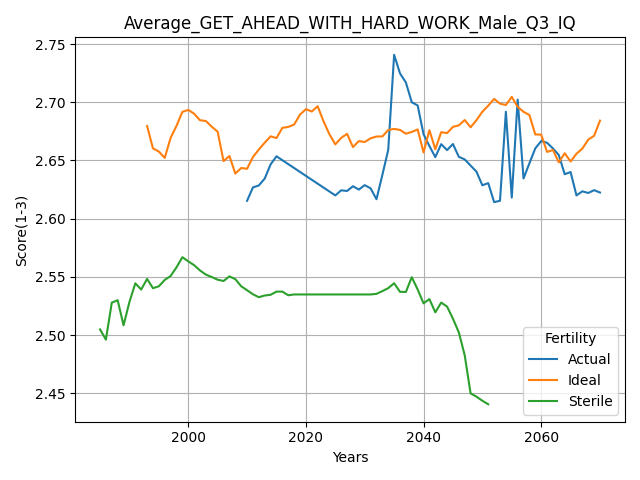 Average_GET_AHEAD_WITH_HARD_WORK_Male_Q3_IQ
Score(1-3)
2.75
2.70
2.65
2.60
2.55
2.50
2.45
Fertility
Actual
Ideal
Sterile
2000
2020
2040
2060
Years